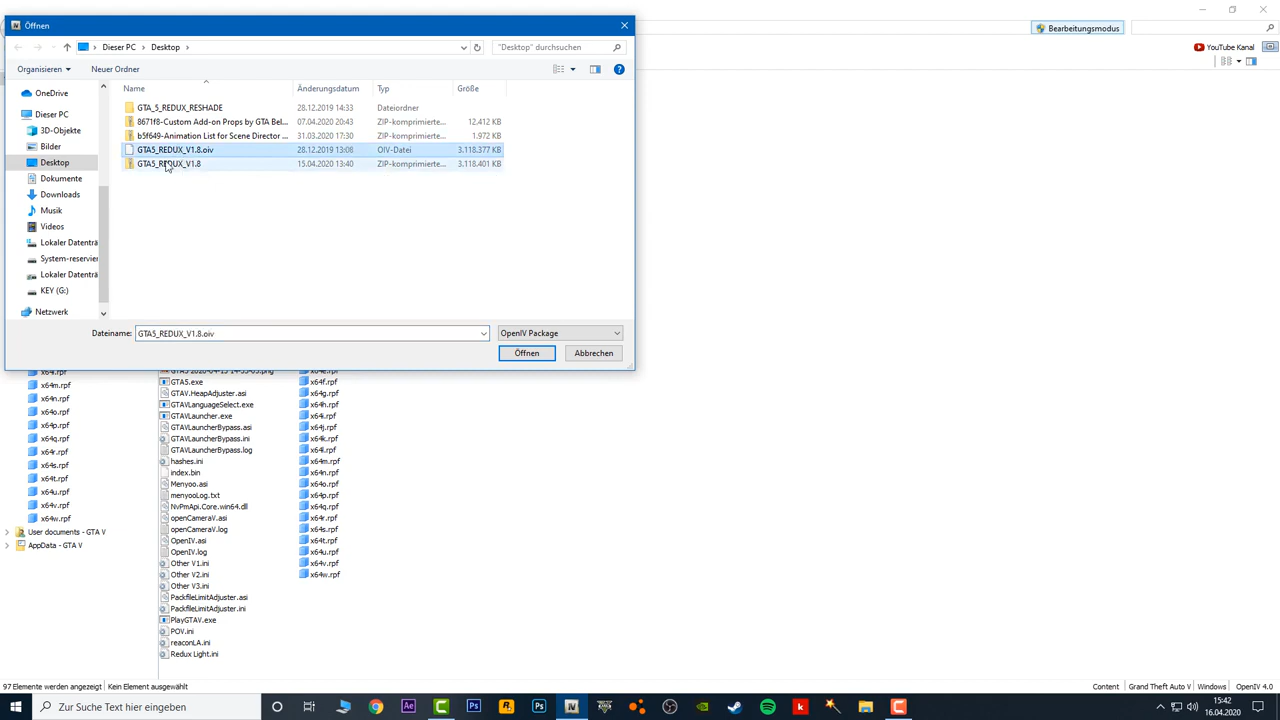 Öffnen
Bearbeitungsmodus
Dieser PC > Desktop >
"Desktop" durchsuchen
YouTube Kanal
Organisieren
Neuer Ordner
Name
Änderungsdatum
Typ
Größe
OneDrive
Dieser PC
3D-Objekte
Bilder
Desktop
Dokumente
Downloads
Musik
Videos
Lokaler Datenträ
System-reservier
Lokaler Datenträ
KEY (G:)
Netzwerk
GTA_5_REDUX_RESHADE 28.12.2019 14:33 Dateiordner
8671f8-Custom Add-on Props by GTA Bel... 07.04.2020 20:43 ZIP-komprimierte... 12.412 KB
b5f649-Animation List for Scene Director ... 31.03.2020 17:30 ZIP-komprimierte... 1.972 KB
GTA5_REDUX_V1.8.oiv 28.12.2019 13:08 OIV-Datei 3.118.377 KB
GTA5_REDUX_V1.8 15.04.2020 13:40 ZIP-komprimierte... 3.118.401 KB
Dateiname: GTA5_REDUX_V1.8.oiv
OpenIV Package
Öffnen
Abbrechen
x64m.rpf
x64n.rpf
x64o.rpf
x64p.rpf
x64q.rpf
x64r.rpf
x64s.rpf
x64t.rpf
x64u.rpf
x64v.rpf
x64w.rpf
User documents - GTA V
AppData - GTA V
GTA5.exe
GTAV.HeapAdjuster.asi
GTAVLanguageSelect.exe
GTAVLauncher.exe
GTAVLauncherBypass.asi
GTAVLauncherBypass.ini
GTAVLauncherBypass.log
hashes.ini
index.bin
Menyoo.asi
menyooLog.txt
NvPmApi.Core.win64.dll
openCameraV.asi
openCameraV.log
OpenIV.asi
OpenIV.log
Other V1.ini
Other V2.ini
Other V3.ini
PackfileLimitAdjuster.asi
PackfileLimitAdjuster.ini
PlayGTAV.exe
POV.ini
reaconLA.ini
Redux Light.ini
x64f.rpf
x64g.rpf
x64h.rpf
x64i.rpf
x64j.rpf
x64k.rpf
x64l.rpf
x64m.rpf
x64n.rpf
x64o.rpf
x64p.rpf
x64q.rpf
x64r.rpf
x64s.rpf
x64t.rpf
x64u.rpf
x64v.rpf
x64w.rpf
97 Elemente werden angezeigt
Kein Element ausgewählt
Content
Grand Theft Auto V
Windows
OpenIV 4.0
Zur Suche Text hier eingeben
15:42
16.04.2020